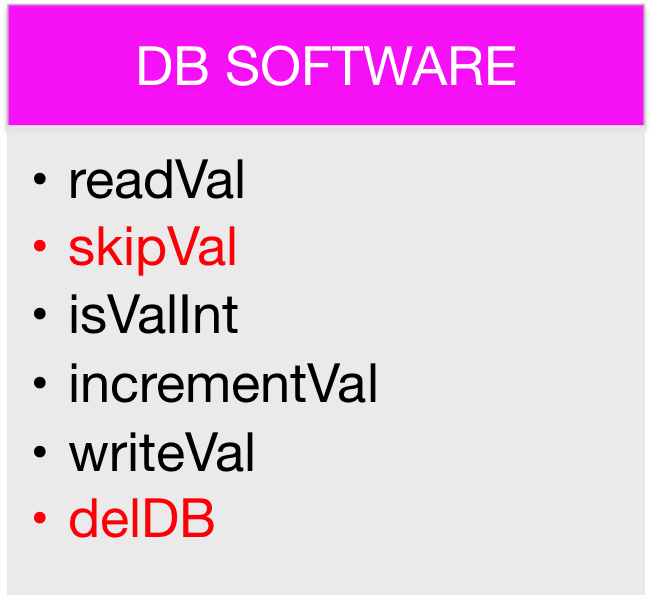 DB SOFTWARE
• readVal
• skipVal
• isValInt
• incrementVal
• writeVal
• delDB